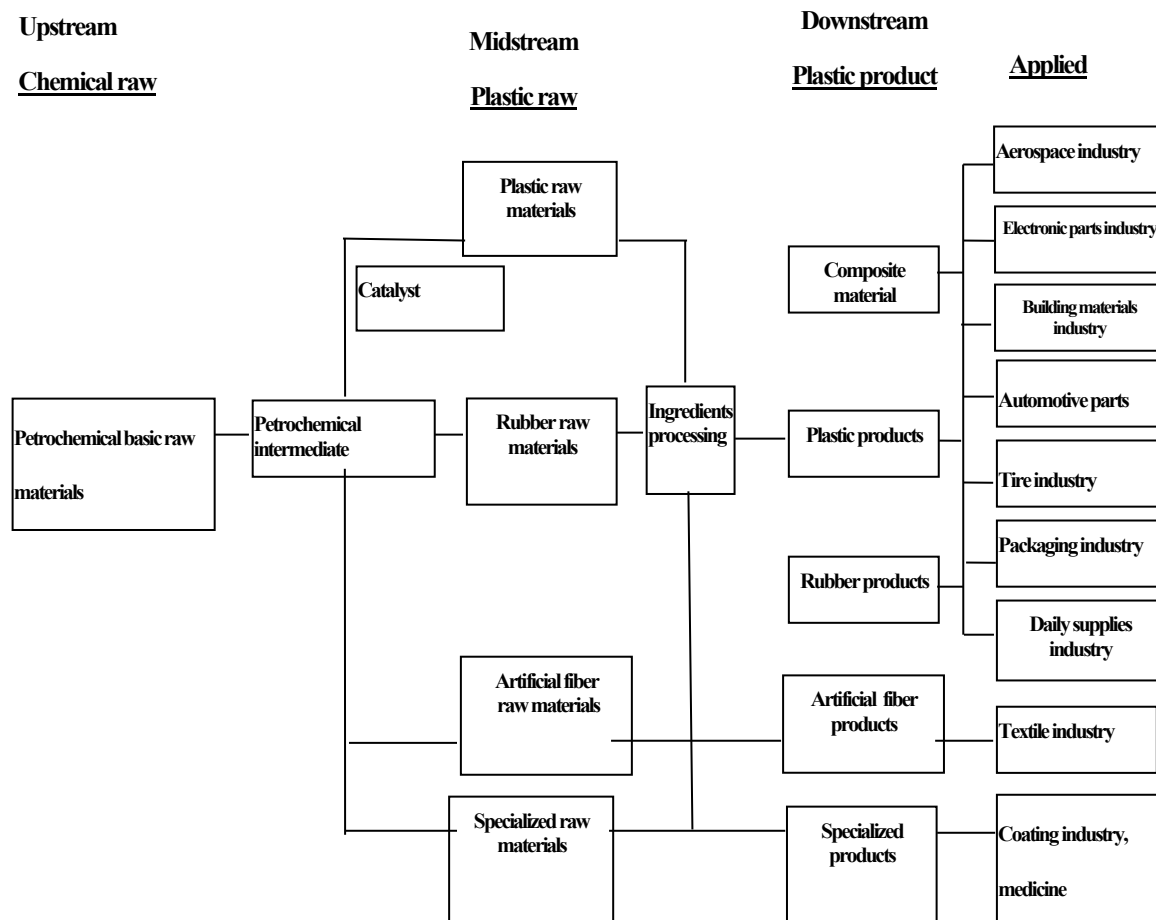 Upstream
Chemical raw
Midstream
Plastic raw
Downstream
Plastic product
Applied
Plastic raw
materials
Catalyst
Petrochemical basic raw
materials
Petrochemical
intermediate
Rubber raw
materials
Ingredients
processing
Artificial fiber
raw materials
Specialized raw
materials
Composite
material
Plastic products
Rubber products
Artificial fiber
products
Specialized
products
Aerospace industry
Electronic parts industry
Building materials
industry
Automotive parts
Tire industry
Packaging industry
Daily supplies
industry
Textile industry
Coating industry,
medicine